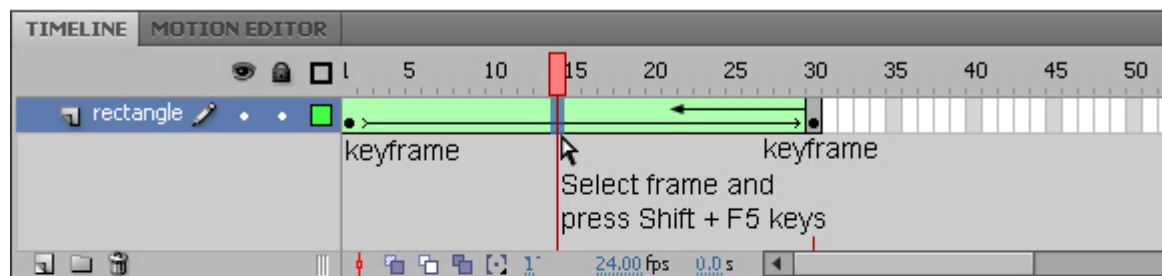 TIMELINE MOTION EDITOR
1 5 10 15 20 25 30 35 40 45 50
rectangle
keyframe keyframe
Select frame and
press Shift + F5 keys
24.00 fps 0.0 s